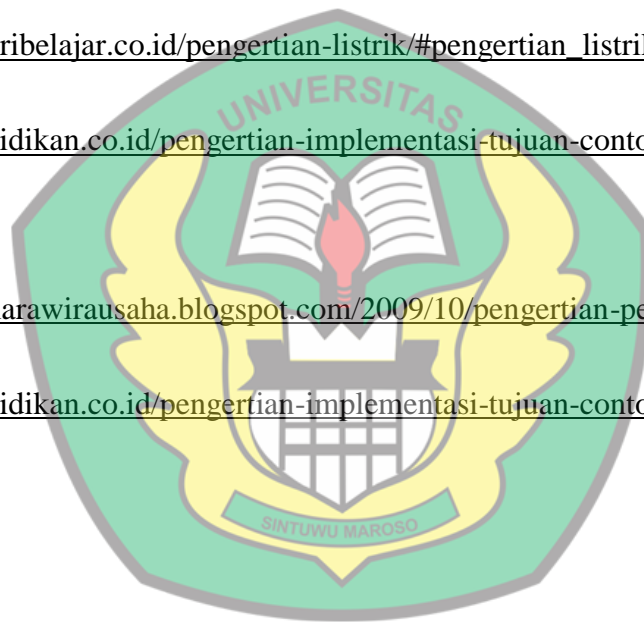 ribelajar.co.id/pengertian-listrik/#pengertian_listri
UNIVERSITAS
idikan.co.id/pengertian-implementasi-tujuan-conto
arawirausaha.blogspot.com/2009/10/pengertian-pe
idikan.co.id/pengertian-implementasi-tujuan-conto
SINTUWU MAROSO